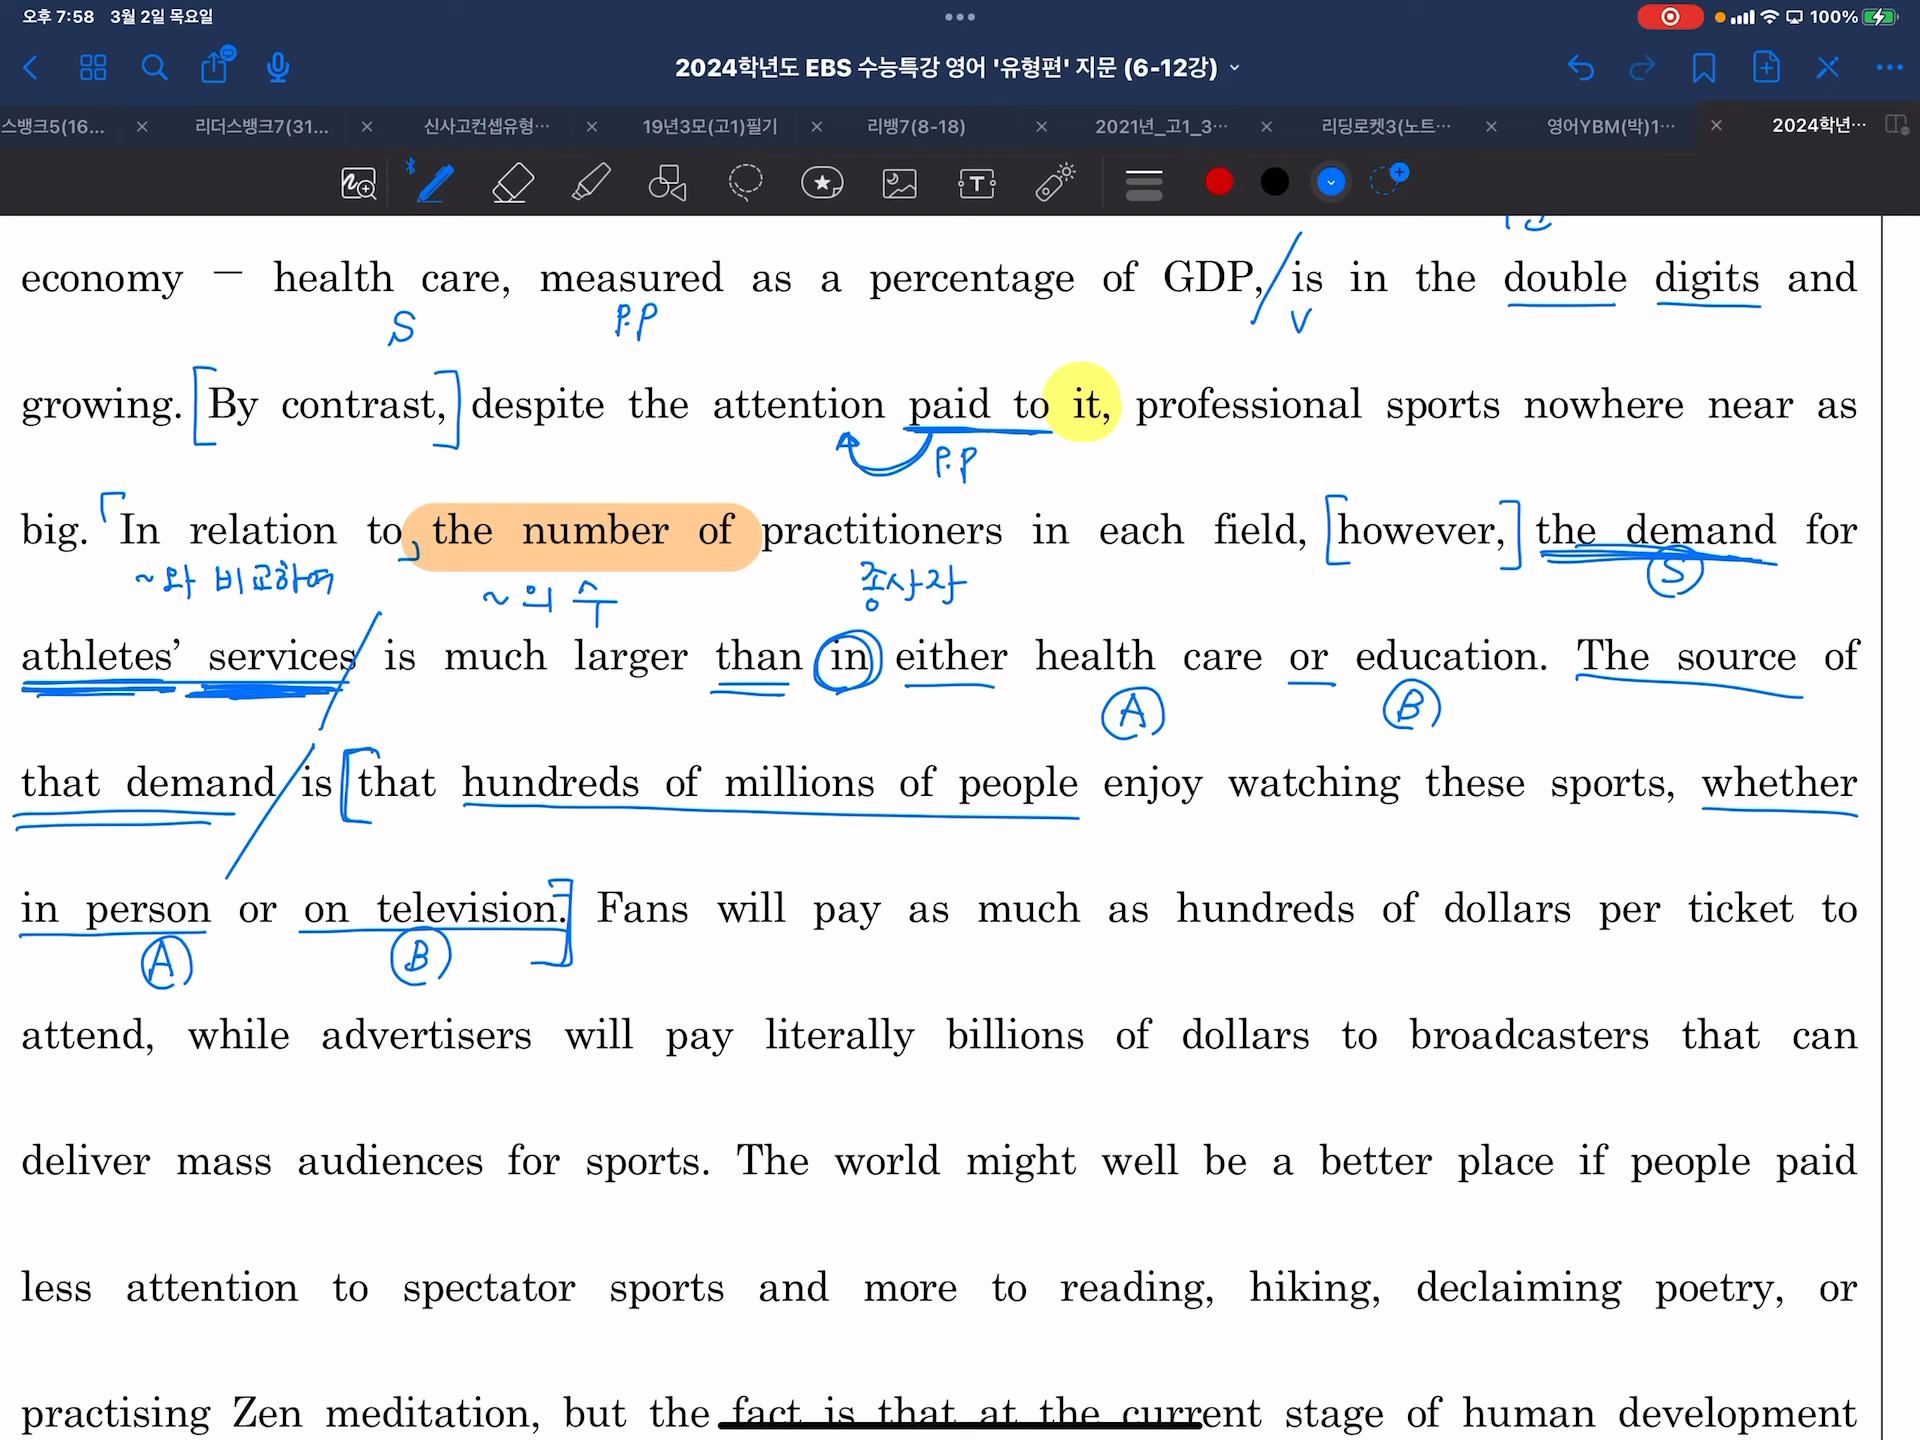 오후 7:58 3월 2일 목요일
100%
2024학년도 EBS 수능특강 영어 '유형편' 지문 (6-12강)
스뱅크5(16... 리더스뱅크7(31... 신사고컨셉유형… 19년3모(고1)필기 리뱅7(8-18) 2021년_고1_3… 리딩로켓3(노트… 영어YBM(박)1… 2024학년…
economy – health care, measured as a percentage of GDP, is in the double digits and
S P.P V
growing. By contrast, despite the attention paid to it, professional sports nowhere near as
P.P
big. In relation to the number of practitioners in each field, however, the demand for
~와 비교하여 ~의 수 종사자 S
athletes' services is much larger than in either health care or education. The source of
A B
that demand is that hundreds of millions of people enjoy watching these sports, whether
in person or on television. Fans will pay as much as hundreds of dollars per ticket to
A B
attend, while advertisers will pay literally billions of dollars to broadcasters that can
deliver mass audiences for sports. The world might well be a better place if people paid
less attention to spectator sports and more to reading, hiking, declaiming poetry, or
practising Zen meditation, but the fact is that at the current stage of human development